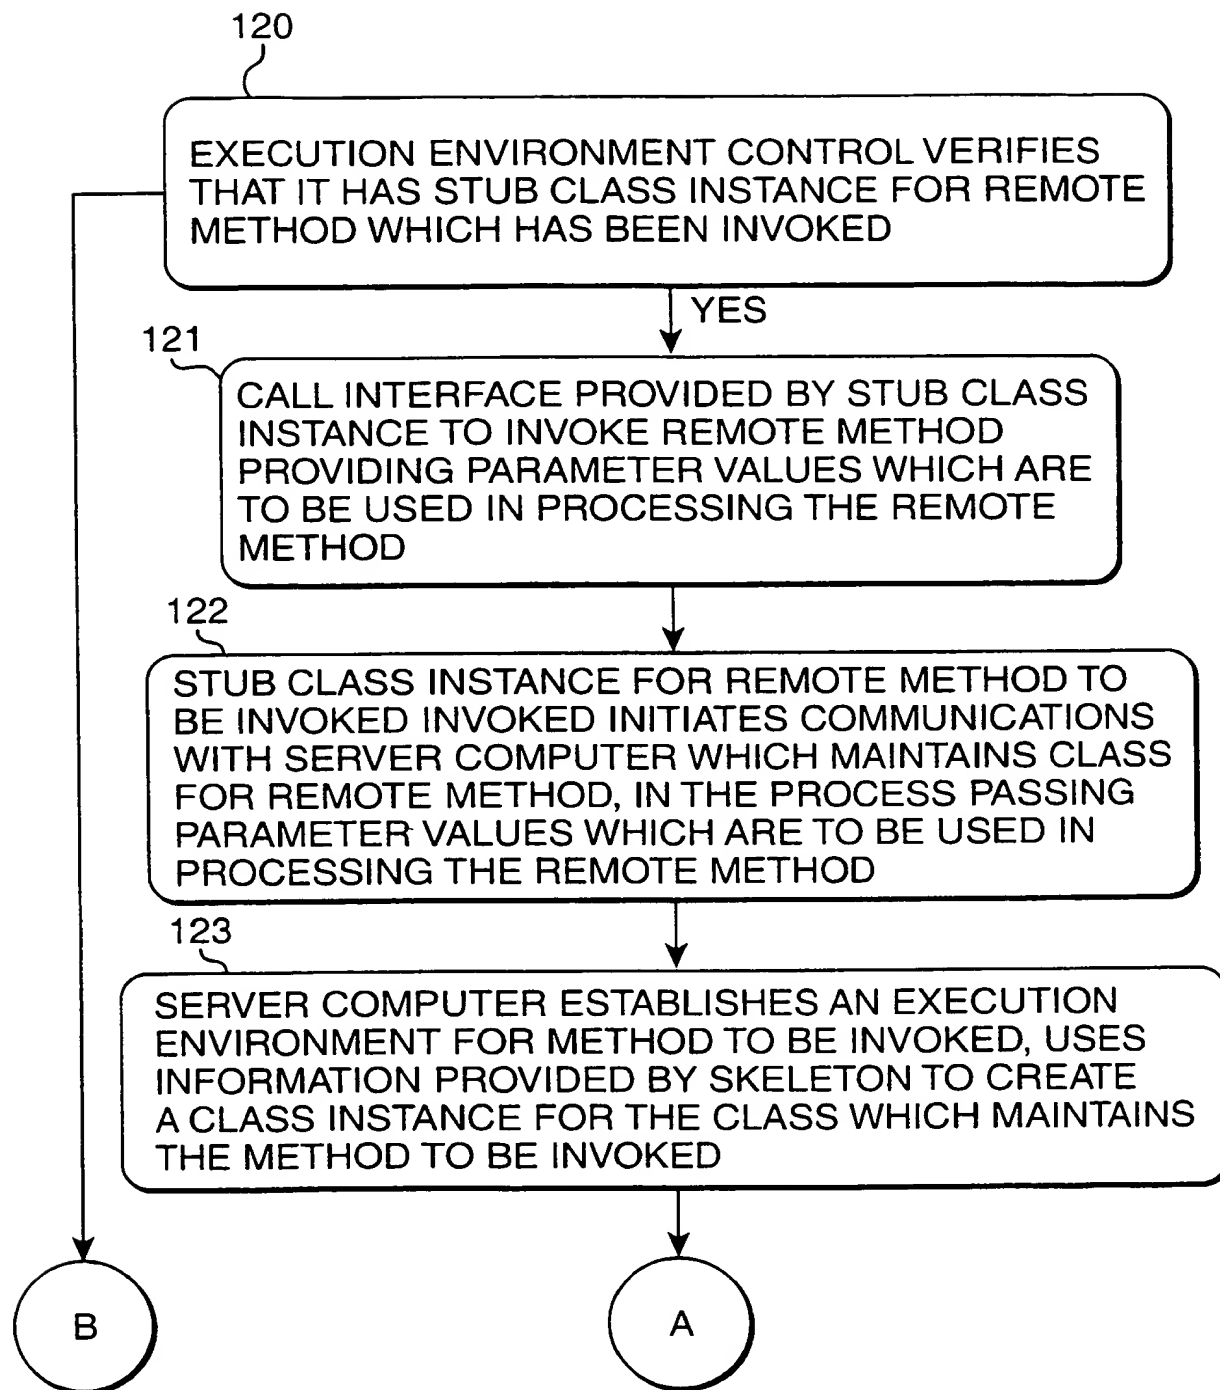 120
EXECUTION ENVIRONMENT CONTROL VERIFIES
THAT IT HAS STUB CLASS INSTANCE FOR REMOTE
METHOD WHICH HAS BEEN INVOKED
YES
121
CALL INTERFACE PROVIDED BY STUB CLASS
INSTANCE TO INVOKE REMOTE METHOD
PROVIDING PARAMETER VALUES WHICH ARE
TO BE USED IN PROCESSING THE REMOTE
METHOD
122
STUB CLASS INSTANCE FOR REMOTE METHOD TO
BE INVOKED INVOKED INITIATES COMMUNICATIONS
WITH SERVER COMPUTER WHICH MAINTAINS CLASS
FOR REMOTE METHOD, IN THE PROCESS PASSING
PARAMETER VALUES WHICH ARE TO BE USED IN
PROCESSING THE REMOTE METHOD
123
SERVER COMPUTER ESTABLISHES AN EXECUTION
ENVIRONMENT FOR METHOD TO BE INVOKED, USES
INFORMATION PROVIDED BY SKELETON TO CREATE
A CLASS INSTANCE FOR THE CLASS WHICH MAINTAINS
THE METHOD TO BE INVOKED
B
A